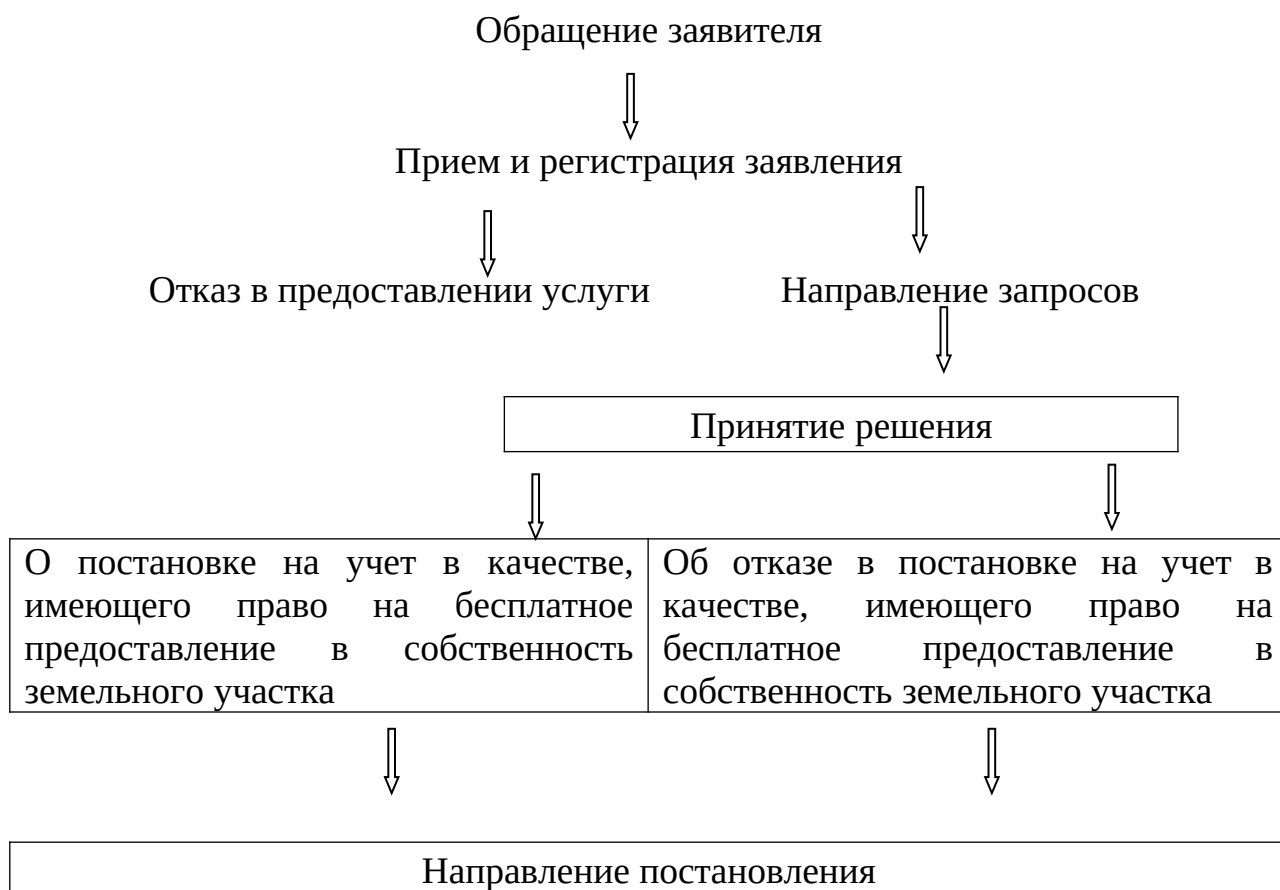 Обращение заявителя
Прием и регистрация заявления
Отказ в предоставлении услуги
Направление запросов
Принятие решения
О постановке на учет в качестве,
имеющего право на бесплатное
предоставление в собственность
земельного участка
Об отказе в постановке на учет в
качестве, имеющего право на
бесплатное предоставление в
собственность земельного участка
Направление постановления